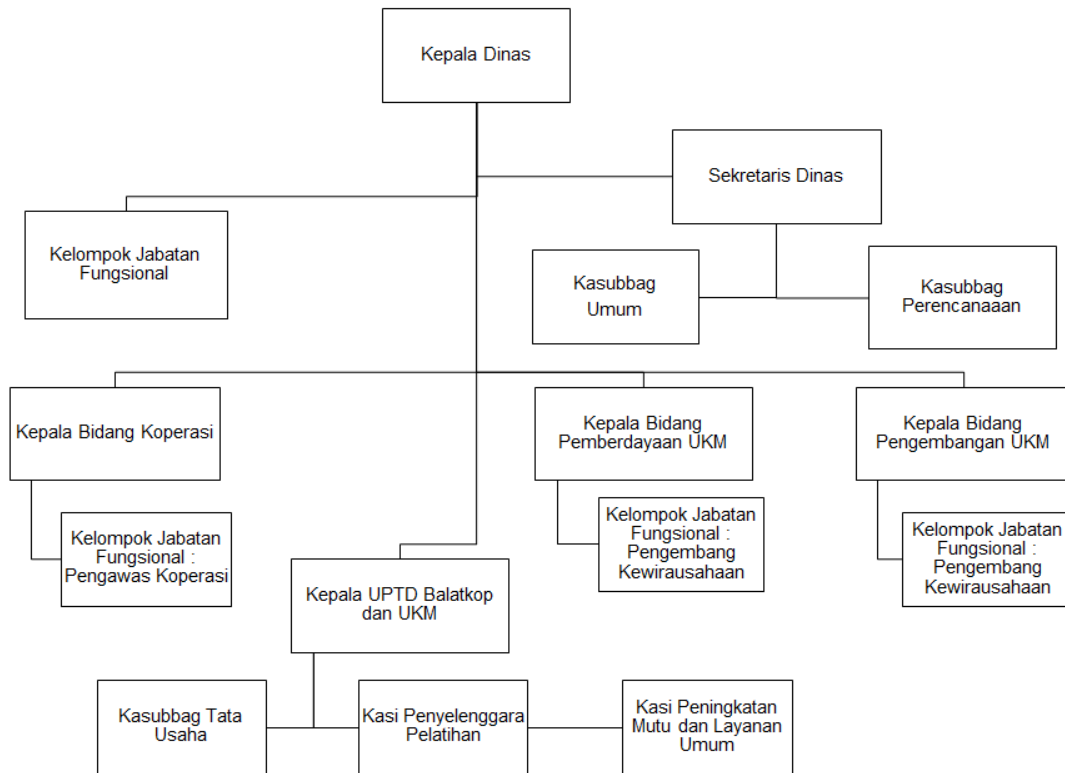 Kepala Dinas
Sekretaris Dinas
Kelompok Jabatan
Fungsional
Kasubbag
Umum
Kasubbag
Perencanaaan
Kepala Bidang Koperasi
Kepala Bidang
Pemberdayaan UKM
Kepala Bidang
Pengembangan UKM
Kelompok Jabatan
Fungsional :
Pengawas Koperasi
Kelompok Jabatan
Fungsional :
Pengembang
Kewirausahaan
Kelompok Jabatan
Fungsional :
Pengembang
Kewirausahaan
Kepala UPTD Balatkop
dan UKM
Kasubbag Tata
Usaha
Kasi Penyelenggara
Pelatihan
Kasi Peningkatan
Mutu dan Layanan
Umum